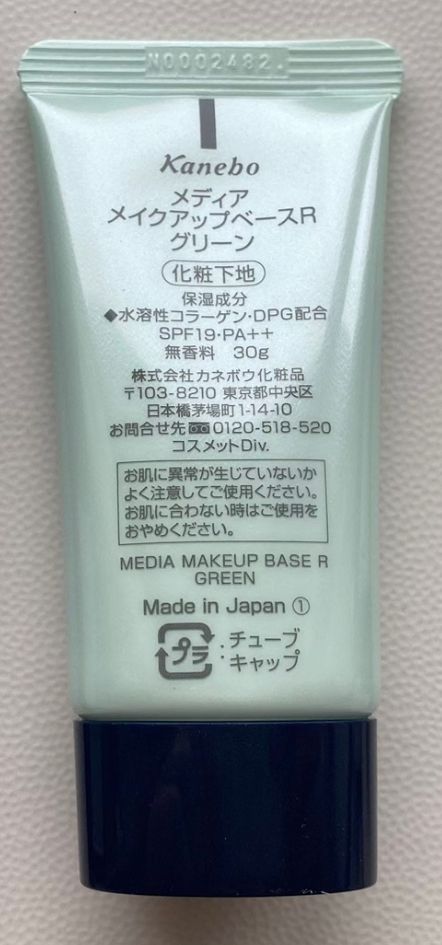 N0002482.
Kanebo
メディア
メイクアップベースR
グリーン
化粧下地
保湿成分
◆水溶性コラーゲン・DPG配合
SPF19・PA++
無香料 30g
株式会社カネボウ化粧品
〒103-8210 東京都中央区
日本橋茅場町1-14-10
お問合せ先 0120-518-520
コスメットDiv.
お肌に異常が生じていないか
よく注意してご使用ください。
お肌に合わない時はご使用を
おやめください。
MEDIA MAKEUP BASE R
GREEN
Made in Japan ①
プラ :チューブ
:キャップ